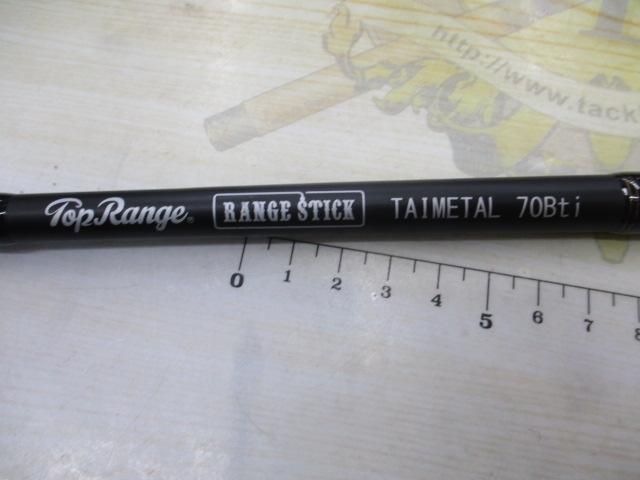 http://www.tack
TopRange®
RANGE STICK
TAIMETAL 70Bti
0 1 2 3 4 5 6 7 8